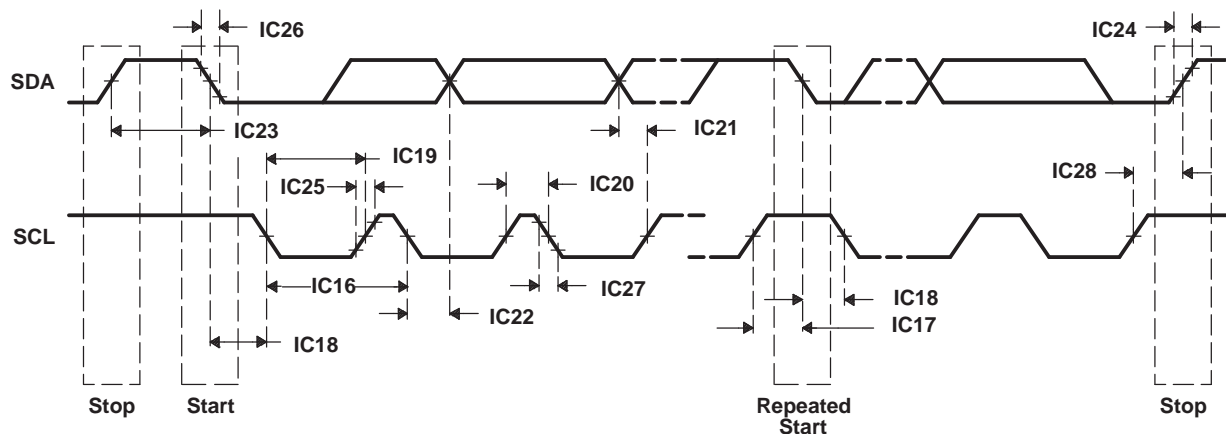 IC26
IC24
SDA
IC23
IC21
IC19
IC25
IC20
IC28
SCL
IC16
IC27
IC18
IC22
IC17
IC18
Stop
Start
Repeated
Start
Stop